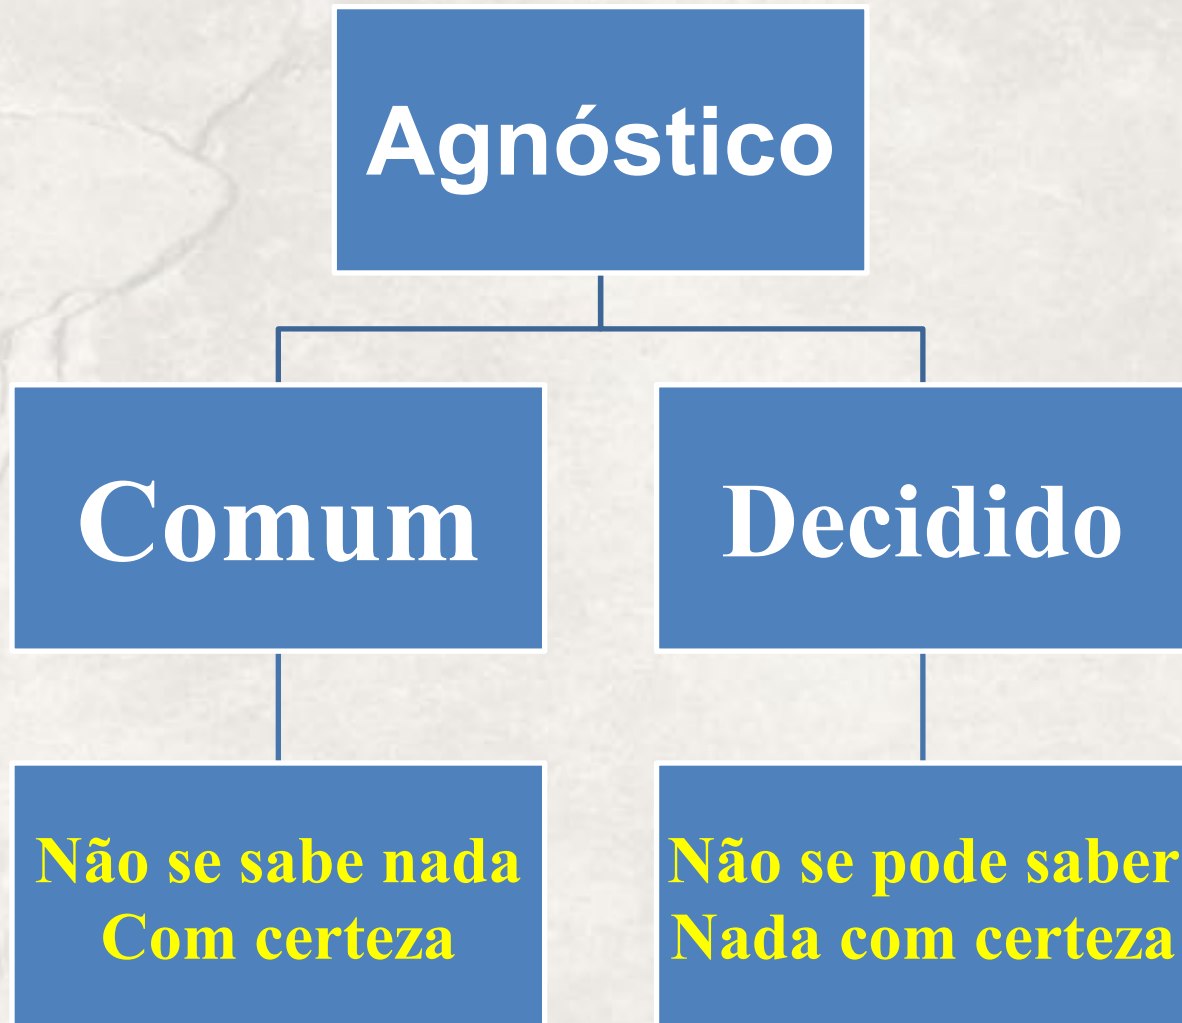 Agnóstico
Comum
Decidido
Não se sabe nada
Com certeza
Não se pode saber
Nada com certeza